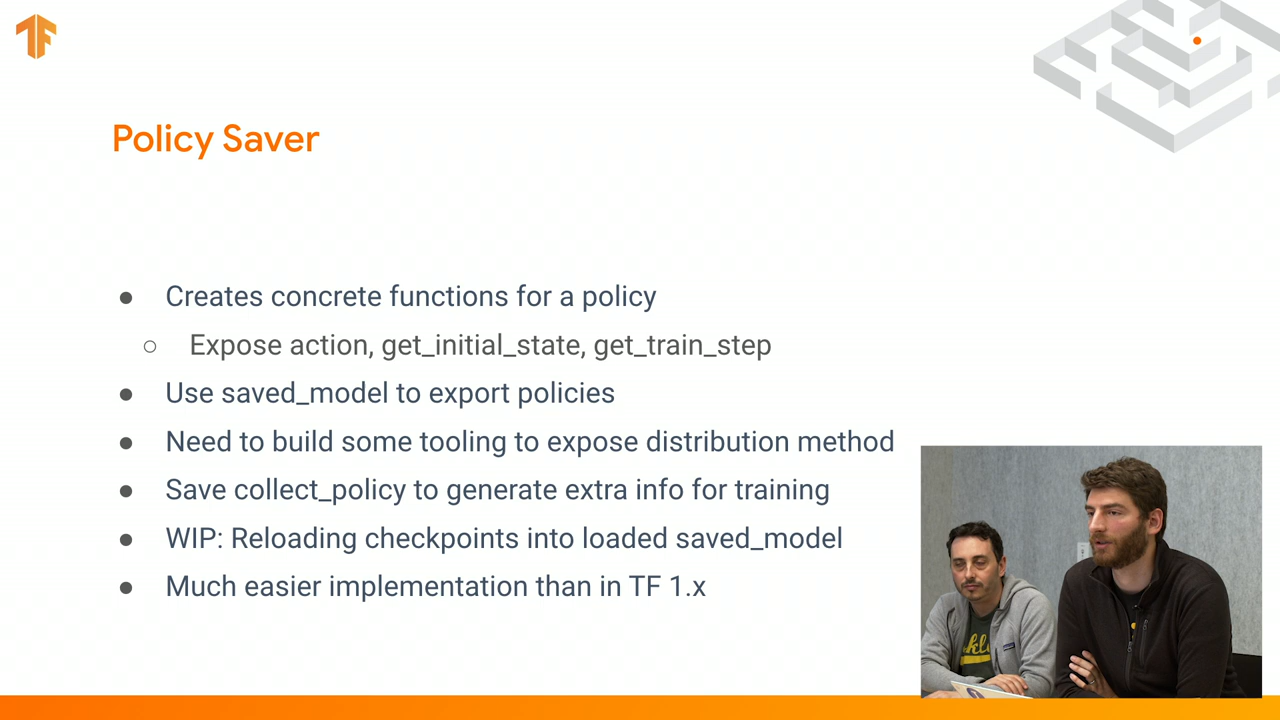 Policy Saver
● Creates concrete functions for a policy
○ Expose action, get_initial_state, get_train_step
● Use saved_model to export policies
● Need to build some tooling to expose distribution method
● Save collect_policy to generate extra info for training
● WIP: Reloading checkpoints into loaded saved_model
● Much easier implementation than in TF 1.x